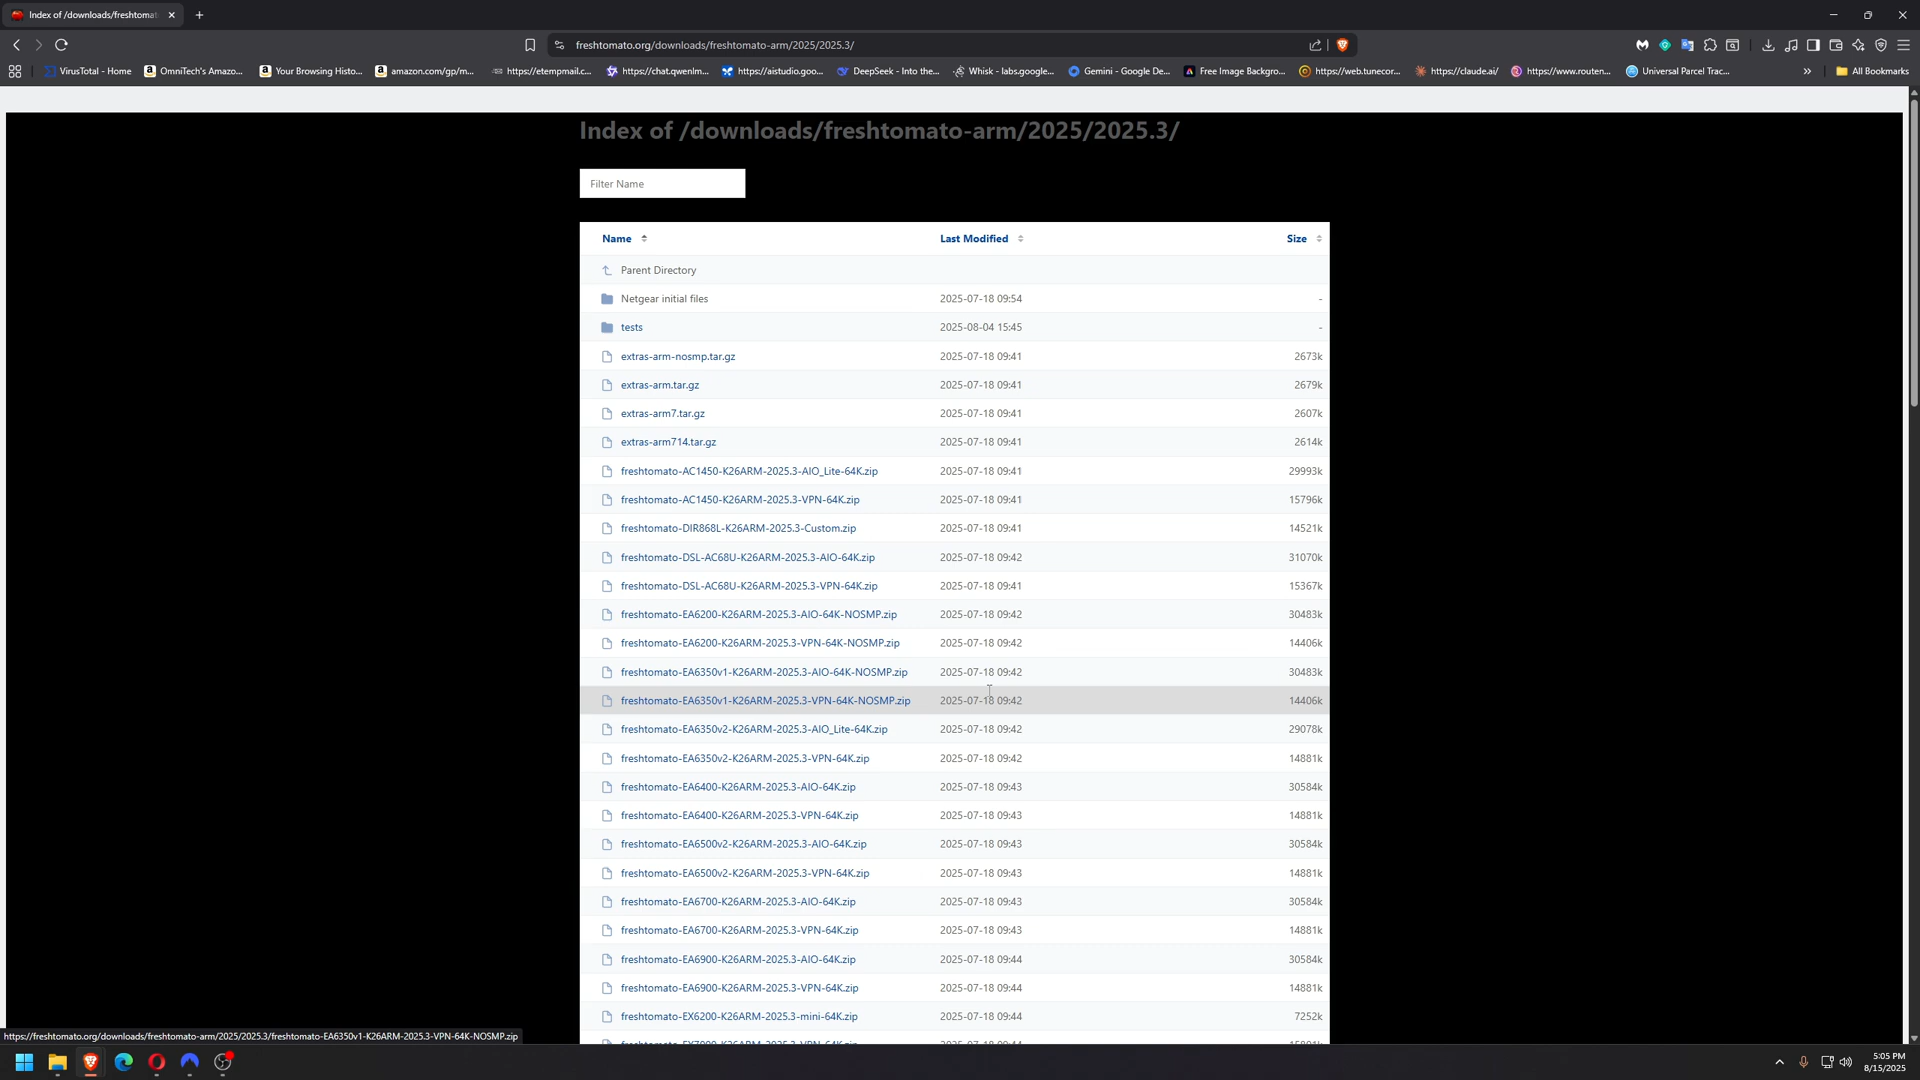 Index of /downloads/freshtomat
freshtomato.org/downloads/freshtomato-arm/2025/2025.3/
VirusTotal - Home
OmniTech's Amazo...
Your Browsing Histo...
amazon.com/gp/m...
https://etempmail.c...
https://chat.qwenlm...
https://aistudio.goo...
DeepSeek - Into the...
Whisk - labs.google...
Gemini - Google De...
Free Image Backgro...
https://web.tunecor...
https://claude.ai/
https://www.routen...
Universal Parcel Trac...
»
All Bookmarks
Index of /downloads/freshtomato-arm/2025/2025.3/
Filter Name
Name Last Modified Size
Parent Directory
Netgear initial files 2025-07-18 09:54 -
tests 2025-08-04 15:45 -
extras-arm-nosmp.tar.gz 2025-07-18 09:41 2673k
extras-arm.tar.gz 2025-07-18 09:41 2679k
extras-arm7.tar.gz 2025-07-18 09:41 2607k
extras-arm714.tar.gz 2025-07-18 09:41 2614k
freshtomato-AC1450-K26ARM-2025.3-AIO_Lite-64K.zip 2025-07-18 09:41 29993k
freshtomato-AC1450-K26ARM-2025.3-VPN-64K.zip 2025-07-18 09:41 15796k
freshtomato-DIR868L-K26ARM-2025.3-Custom.zip 2025-07-18 09:41 14521k
freshtomato-DSL-AC68U-K26ARM-2025.3-AIO-64K.zip 2025-07-18 09:42 31070k
freshtomato-DSL-AC68U-K26ARM-2025.3-VPN-64K.zip 2025-07-18 09:41 15367k
freshtomato-EA6200-K26ARM-2025.3-AIO-64K-NOSMP.zip 2025-07-18 09:42 30483k
freshtomato-EA6200-K26ARM-2025.3-VPN-64K-NOSMP.zip 2025-07-18 09:42 14406k
freshtomato-EA6350v1-K26ARM-2025.3-AIO-64K-NOSMP.zip 2025-07-18 09:42 30483k
freshtomato-EA6350v1-K26ARM-2025.3-VPN-64K-NOSMP.zip 2025-07-18 09:42 14406k
freshtomato-EA6350v2-K26ARM-2025.3-AIO_Lite-64K.zip 2025-07-18 09:42 29078k
freshtomato-EA6350v2-K26ARM-2025.3-VPN-64K.zip 2025-07-18 09:42 14881k
freshtomato-EA6400-K26ARM-2025.3-AIO-64K.zip 2025-07-18 09:43 30584k
freshtomato-EA6400-K26ARM-2025.3-VPN-64K.zip 2025-07-18 09:43 14881k
freshtomato-EA6500v2-K26ARM-2025.3-AIO-64K.zip 2025-07-18 09:43 30584k
freshtomato-EA6500v2-K26ARM-2025.3-VPN-64K.zip 2025-07-18 09:43 14881k
freshtomato-EA6700-K26ARM-2025.3-AIO-64K.zip 2025-07-18 09:43 30584k
freshtomato-EA6700-K26ARM-2025.3-VPN-64K.zip 2025-07-18 09:43 14881k
freshtomato-EA6900-K26ARM-2025.3-AIO-64K.zip 2025-07-18 09:44 30584k
freshtomato-EA6900-K26ARM-2025.3-VPN-64K.zip 2025-07-18 09:44 14881k
freshtomato-EX6200-K26ARM-2025.3-mini-64K.zip 2025-07-18 09:44 7252k
https://freshtomato.org/downloads/freshtomato-arm/2025/2025.3/freshtomato-EA6350v1-K26ARM-2025.3-VPN-64K-NOSMP.zip
5:05 PM
8/15/2025